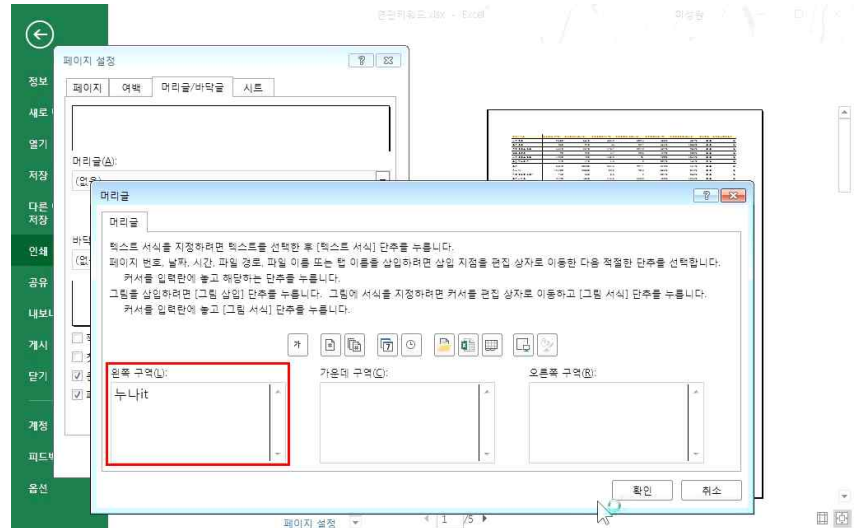 연관키워드.xlsx - Excel
이성원
페이지 설정
정보
페이지 여백 머리글/바닥글 시트
새로
열기
머리글(A):
저장
머리글
다른
저장
머리글
텍스트 서식을 지정하려면 텍스트를 선택한 후 [텍스트 서식] 단추를 누릅니다.
인쇄
페이지 번호, 날짜, 시간, 파일 경로, 파일 이름 또는 탭 이름을 삽입하려면 삽입 지점을 편집 상자로 이동한 다음 적절한 단추를 선택합니다.
커서를 입력란에 놓고 해당하는 단추를 누릅니다.
공유
그림을 삽입하려면 [그림 삽입] 단추를 누릅니다. 그림에 서식을 지정하려면 커서를 편집 상자로 이동하고 [그림 서식] 단추를 누릅니다.
커서를 입력란에 놓고 [그림 서식] 단추를 누릅니다.
내보내
게시
가
닫기
왼쪽 구역(L): 가운데 구역(C): 오른쪽 구역(R):
누나it
계정
피드백
옵션
확인 취소
페이지 설정
1 /5